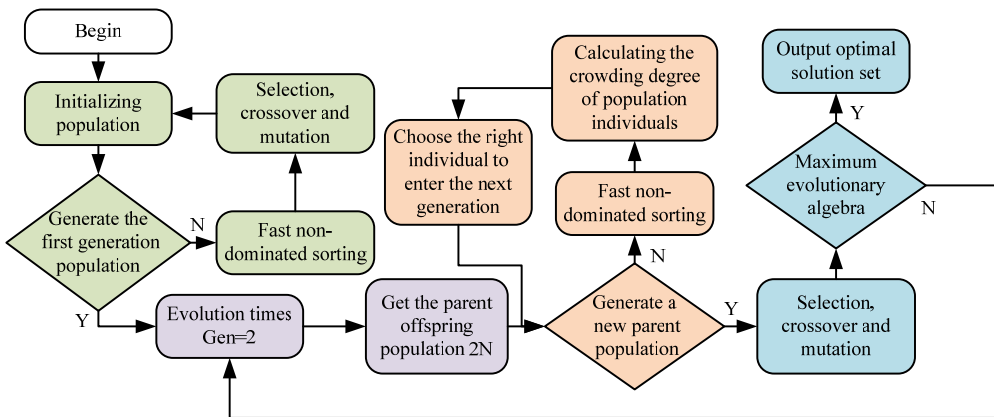 Begin
Initializing
population
Generate the
first generation
population
N
Fast non-
dominated sorting
Selection,
crossover and
mutation
Y
Evolution times
Gen=2
Get the parent
offspring
population 2N
Generate a
new parent
population
N
Fast non-
dominated sorting
Calculating the
crowding degree
of population
individuals
Choose the right
individual to
enter the next
generation
Y
Selection,
crossover and
mutation
Maximum
evolutionary
algebra
Y
Output optimal
solution set
N